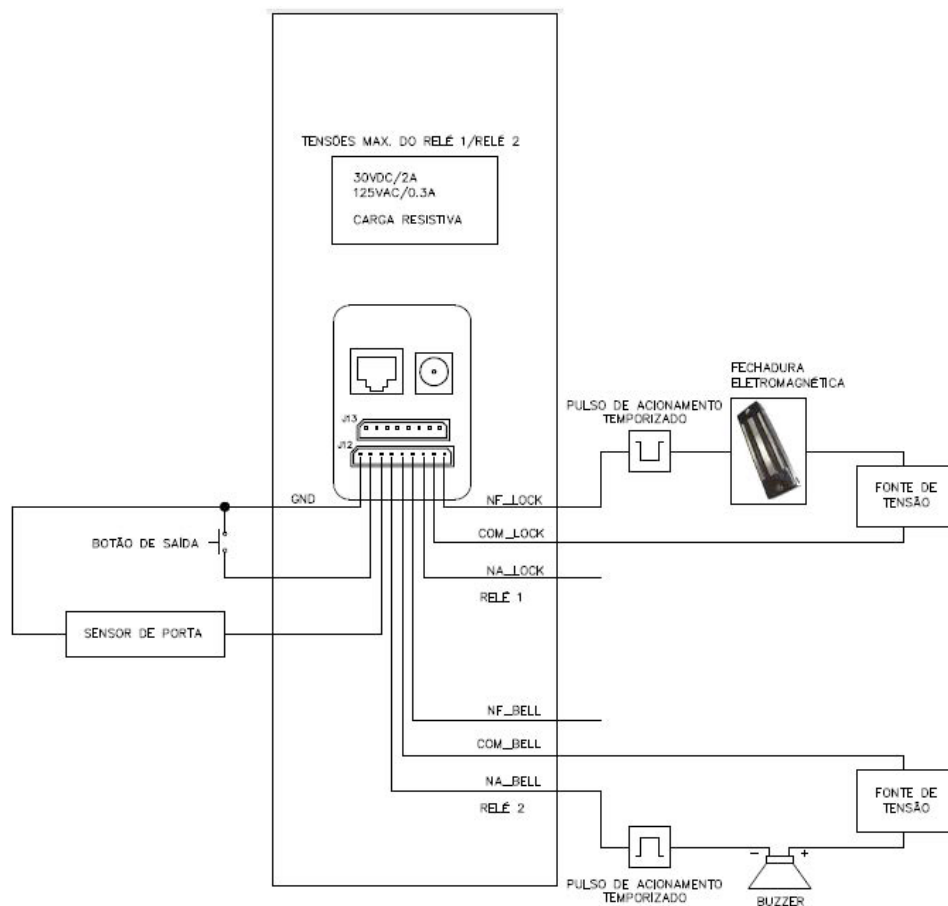 TENSÕES MAX. DO RELÉ 1/RELÉ 2
30VDC/2A
125VAC/0.3A
CARGA RESISTIVA
J13
J12
FECHADURA
ELETROMAGNÉTICA
PULSO DE ACIONAMENTO
TEMPORIZADO
FONTE DE
TENSÃO
GND
NF_LOCK
BOTÃO DE SAÍDA
COM_LOCK
NA_LOCK
RELÉ 1
SENSOR DE PORTA
NF_BELL
COM_BELL
NA_BELL
RELÉ 2
FONTE DE
TENSÃO
- +
PULSO DE ACIONAMENTO
TEMPORIZADO
BUZZER